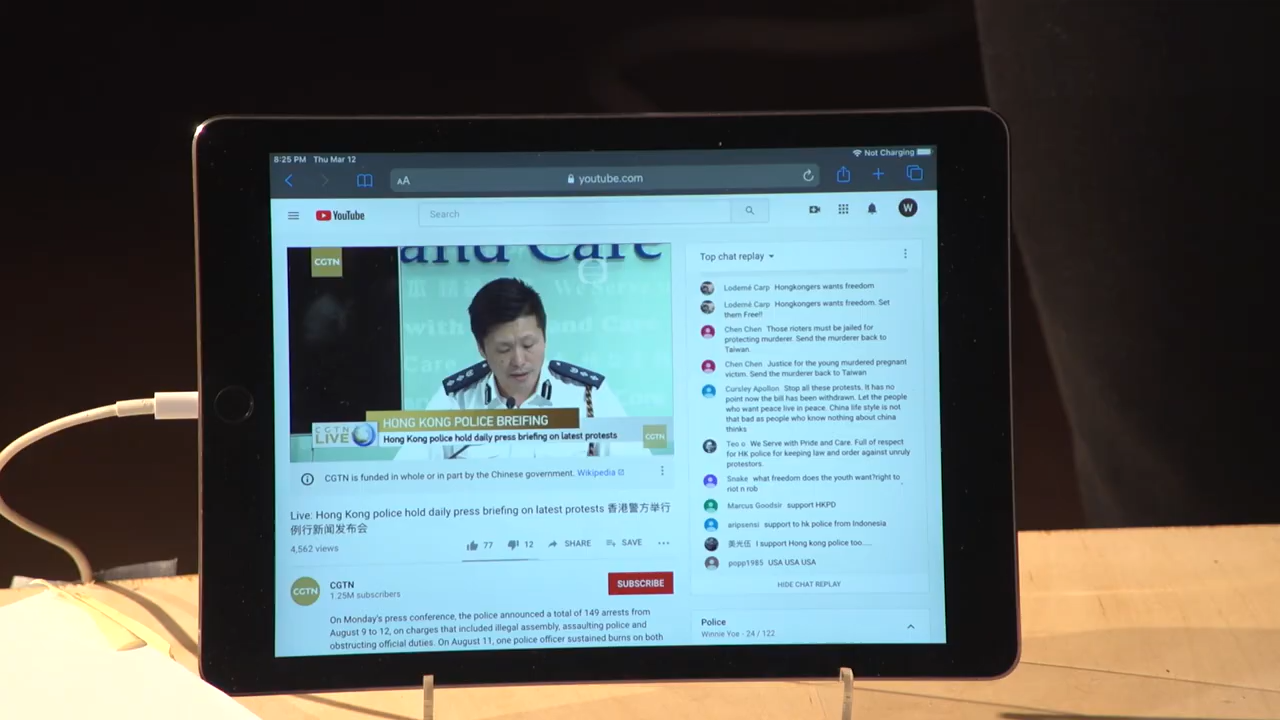 8:25 PM Thu Mar 12
Not Charging
AA
youtube.com
YouTube
Search
W
CGTN
and Care
We Serve
with
and Care
Care
CGTN
LIVE
HONG KONG POLICE BREIFING
Hong Kong police hold daily press briefing on latest protests
CGTN
CGTN is funded in whole or in part by the Chinese government. Wikipedia
Live: Hong Kong police hold daily press briefing on latest protests 香港警方举行
例行新闻发布会
4,562 views
77
12
SHARE
SAVE
CGTN
CGTN
1.25M subscribers
SUBSCRIBE
On Monday's press conference, the police announced a total of 149 arrests from
August 9 to 12, on charges that included illegal assembly, assaulting police and
obstructing official duties. On August 11, one police officer sustained burns on both
Top chat replay
Lodemé Carp Hongkongers wants freedom
Lodemé Carp Hongkongers wants freedom. Set
them Free!!
Chen Chen Those rioters must be jailed for
protecting murderer. Send the murderer back to
Taiwan.
Chen Chen Justice for the young murdered pregnant
victim. Send the murderer back to Taiwan
Cursley Apollon Stop all these protests. It has no
point now the bill has been withdrawn. Let the people
who want peace live in peace. China life style is not
that bad as people who know nothing about china
thinks
Teo o We Serve with Pride and Care. Full of respect
for HK police for keeping law and order against unruly
protestors.
Snake what freedom does the youth want?right to
riot n rob
Marcus Goodsir support HKPD
aripsensi support to hk police from Indonesia
美光伍 I support Hong kong police too....
popp1985 USA USA USA
HIDE CHAT REPLAY
Police
Winnie Yoe - 24 / 122